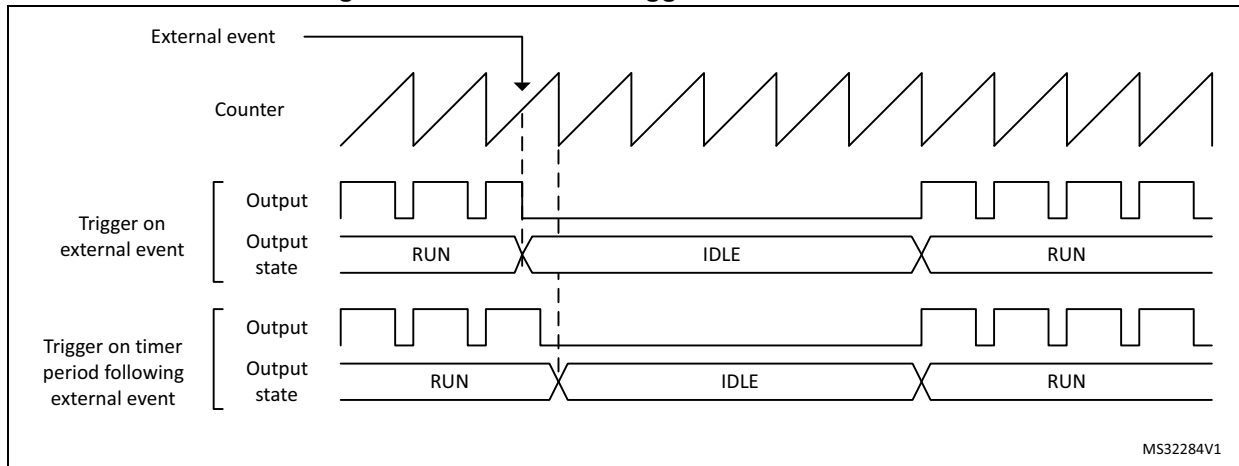 External event
Counter
Trigger on
external event
Output
Output
state
RUN
IDLE
RUN
Trigger on timer
period following
external event
Output
Output
state
RUN
IDLE
RUN
MS32284V1